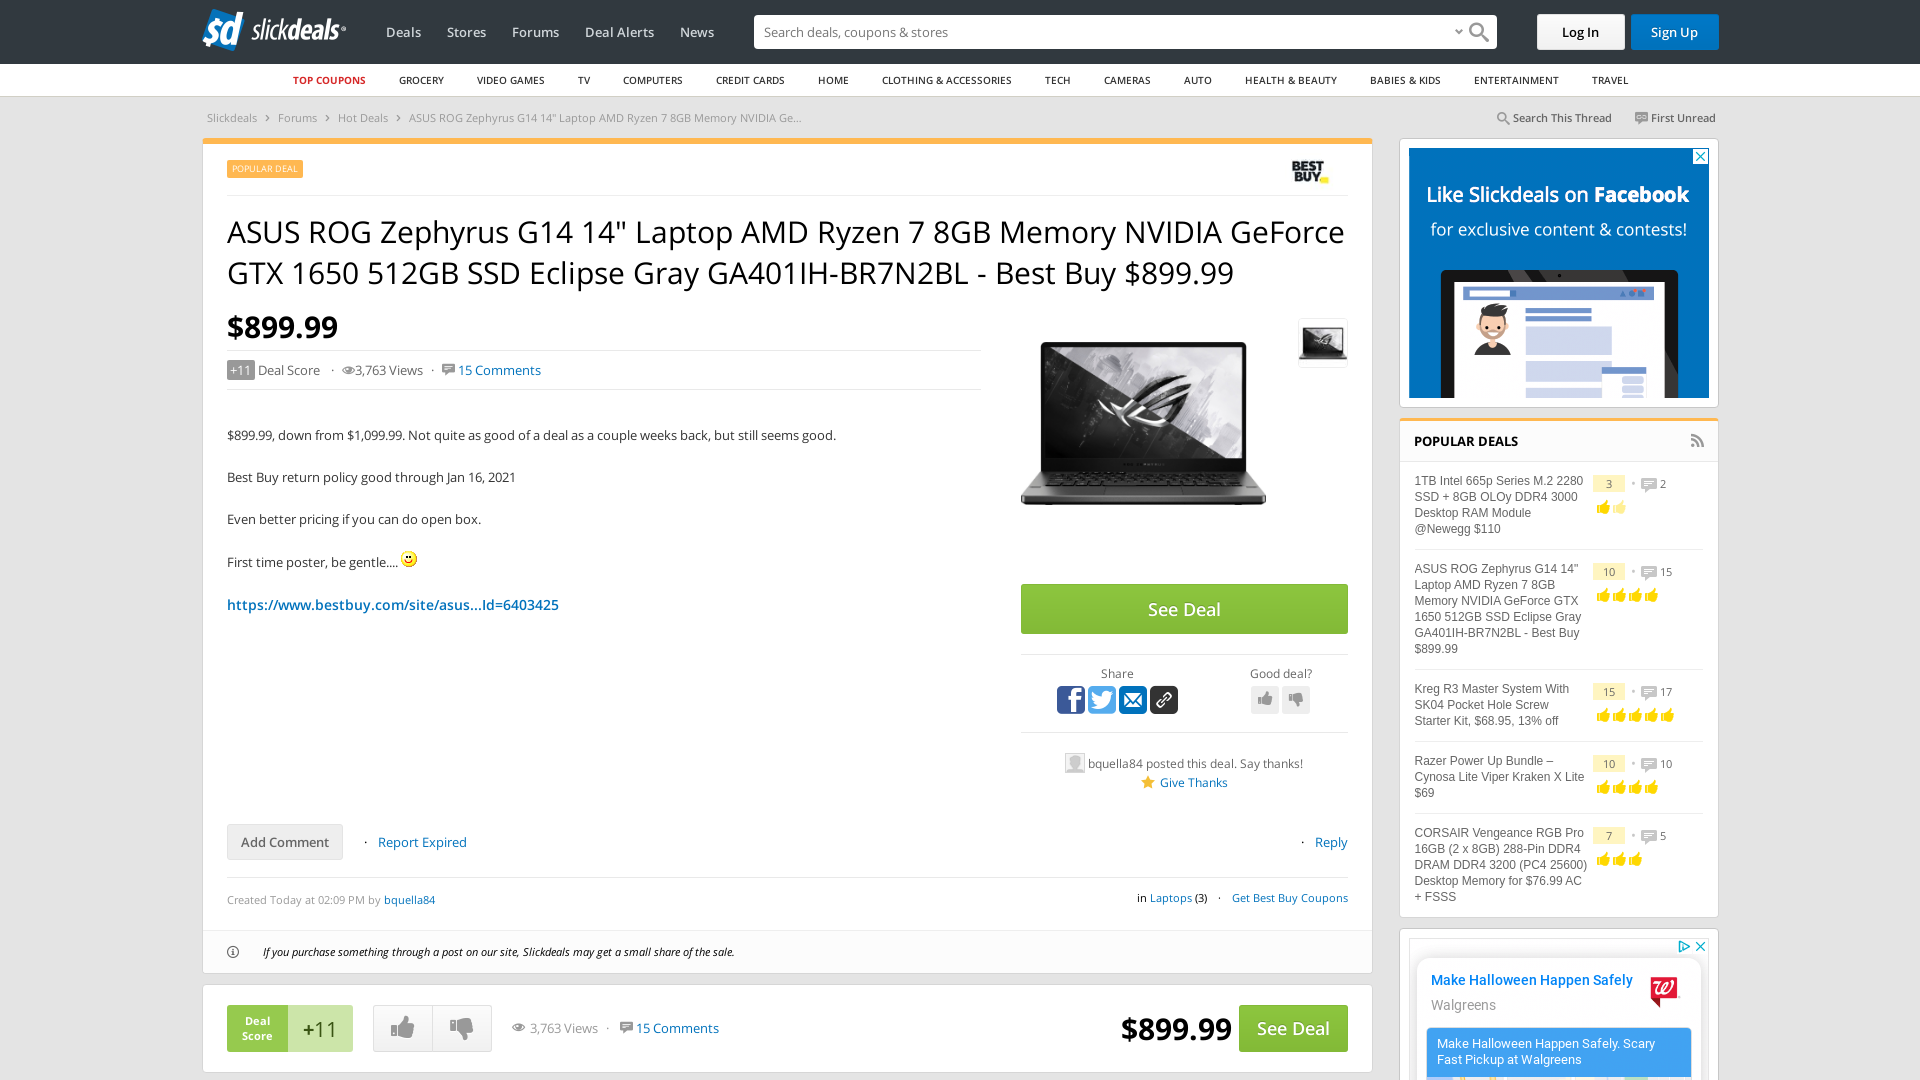 $d slickdeals
Deals
Stores
Forums
Deal Alerts
News
Search deals, coupons & stores
Log In
Sign Up
TOP COUPONS
GROCERY
VIDEO GAMES
TV
COMPUTERS
CREDIT CARDS
HOME
CLOTHING & ACCESSORIES
TECH
CAMERAS
AUTO
HEALTH & BEAUTY
BABIES & KIDS
ENTERTAINMENT
TRAVEL
Slickdeals > Forums > Hot Deals > ASUS ROG Zephyrus G14 14" Laptop AMD Ryzen 7 8GB Memory NVIDIA Ge...
Search This Thread
First Unread
POPULAR DEAL
BEST
BUY
ASUS ROG Zephyrus G14 14" Laptop AMD Ryzen 7 8GB Memory NVIDIA GeForce
GTX 1650 512GB SSD Eclipse Gray GA401IH-BR7N2BL - Best Buy $899.99
$899.99
+11 Deal Score · 3,763 Views · 15 Comments
$899.99, down from $1,099.99. Not quite as good of a deal as a couple weeks back, but still seems good.
Best Buy return policy good through Jan 16, 2021
Even better pricing if you can do open box.
First time poster, be gentle....
https://www.bestbuy.com/site/asus...Id=6403425
See Deal
Share
Good deal?
bquella84 posted this deal. Say thanks!
Give Thanks
Add Comment
· Report Expired
· Reply
Created Today at 02:09 PM by bquella84
in Laptops (3) · Get Best Buy Coupons
If you purchase something through a post on our site, Slickdeals may get a small share of the sale.
Deal
Score
+11
3,763 Views · 15 Comments
$899.99
See Deal
Like Slickdeals on Facebook
for exclusive content & contests!
POPULAR DEALS
1TB Intel 665p Series M.2 2280
SSD + 8GB OLOy DDR4 3000
Desktop RAM Module
@Newegg $110
3 • 2
ASUS ROG Zephyrus G14 14"
Laptop AMD Ryzen 7 8GB
Memory NVIDIA GeForce GTX
1650 512GB SSD Eclipse Gray
GA401IH-BR7N2BL - Best Buy
$899.99
10 • 15
Kreg R3 Master System With
SK04 Pocket Hole Screw
Starter Kit, $68.95, 13% off
15 • 17
Razer Power Up Bundle –
Cynosa Lite Viper Kraken X Lite
$69
10 • 10
CORSAIR Vengeance RGB Pro
16GB (2 x 8GB) 288-Pin DDR4
DRAM DDR4 3200 (PC4 25600)
Desktop Memory for $76.99 AC
+ FSSS
7 • 5
Make Halloween Happen Safely
Walgreens
Make Halloween Happen Safely. Scary
Fast Pickup at Walgreens